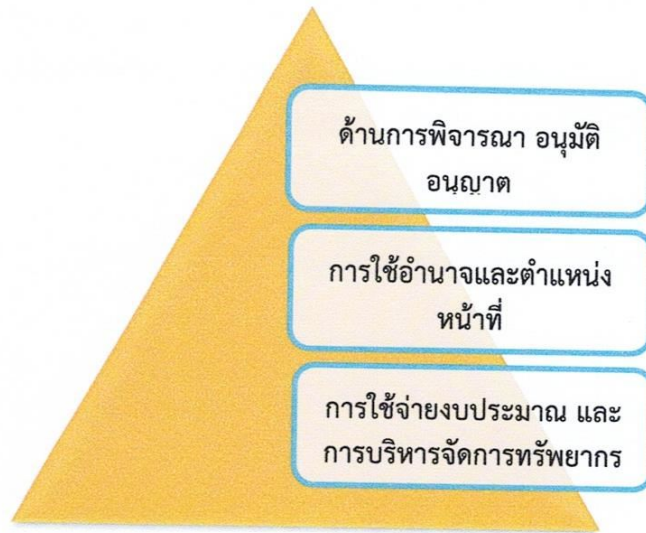 ด้านการพิจารณา อนุมัติ
อนุญาต
การใช้อำนาจและตำแหน่ง
หน้าที่
การใช้จ่ายงบประมาณ และ
การบริหารจัดการทรัพยากร